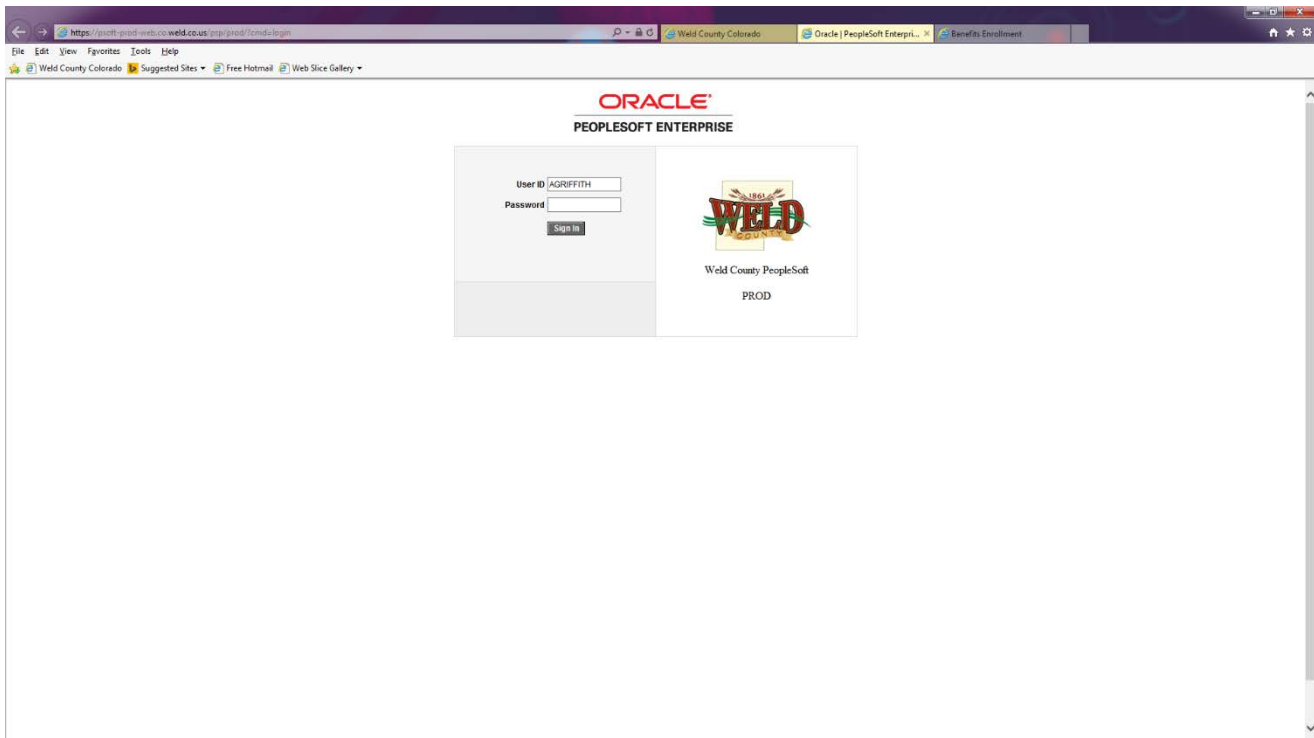 https://psoft-prod-web.co.weld.co.us/psp/prod/?cmd=login
Weld County Colorado
Oracle | PeopleSoft Enterpri...
Benefits Enrollment
File Edit View Favorites Tools Help
Weld County Colorado Suggested Sites Free Hotmail Web Slice Gallery
ORACLE
PEOPLESOFT ENTERPRISE
User ID AGRIFFITH
Password
Sign In
1861
WELD
COUNTY
Weld County PeopleSoft
PROD